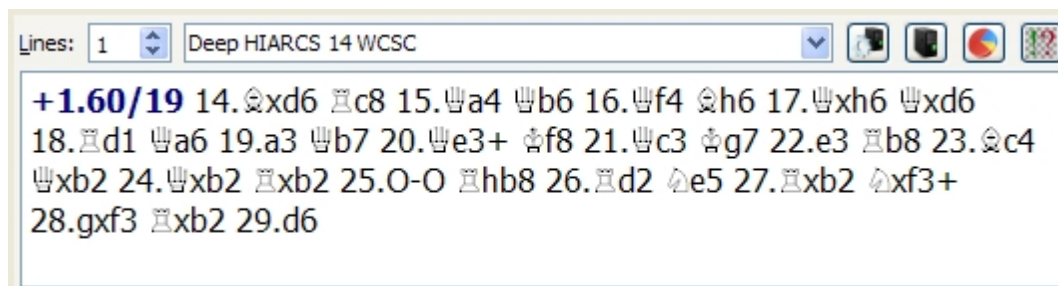 Lines: 1 Deep HIARCS 14 WCSC
+1.60/19 14.♗xd6 ♖c8 15.♕a4 ♕b6 16.♕f4 ♗h6 17.♕xh6 ♕xd6
18.♖d1 ♕a6 19.a3 ♕b7 20.♕e3+ ♔f8 21.♕c3 ♔g7 22.e3 ♖b8 23.♗c4
♕xb2 24.♕xb2 ♖xb2 25.O-O ♖hb8 26.♖d2 ♘e5 27.♖xb2 ♘xf3+
28.gxf3 ♖xb2 29.d6